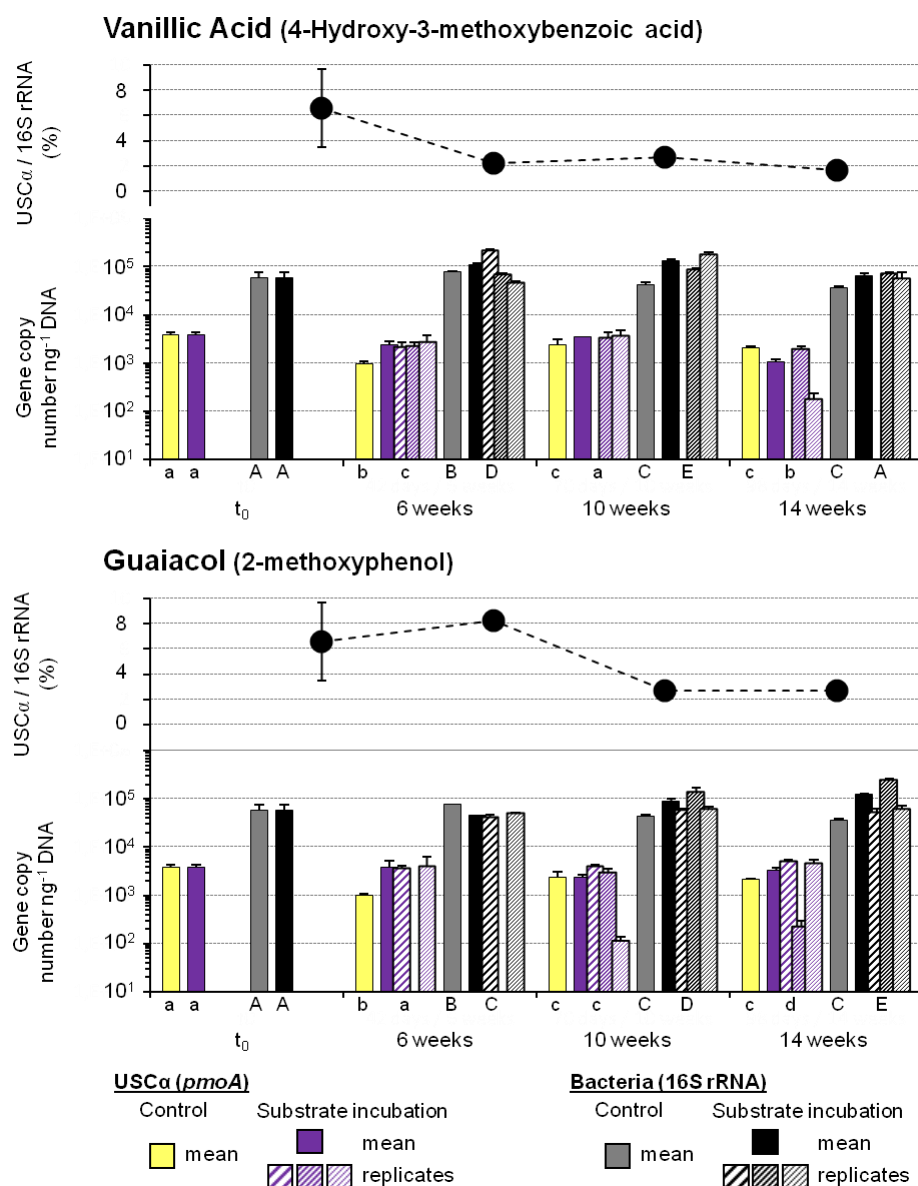 Vanillic Acid (4-Hydroxy-3-methoxybenzoic acid)
USCα / 16S rRNA
(%)
8
4
0
Gene copy
number ng⁻¹ DNA
10⁵
10⁴
10³
10²
10¹
a a A A b c B D c a C E c b C A
t₀ 6 weeks 10 weeks 14 weeks
Guaiacol (2-methoxyphenol)
USCα / 16S rRNA
(%)
8
4
0
Gene copy
number ng⁻¹ DNA
10⁵
10⁴
10³
10²
10¹
a a A A b a B C c c C D c d C E
t₀ 6 weeks 10 weeks 14 weeks
USCα (pmoA) Bacteria (16S rRNA)
Control Substrate incubation Control Substrate incubation
mean mean mean mean
replicates replicates